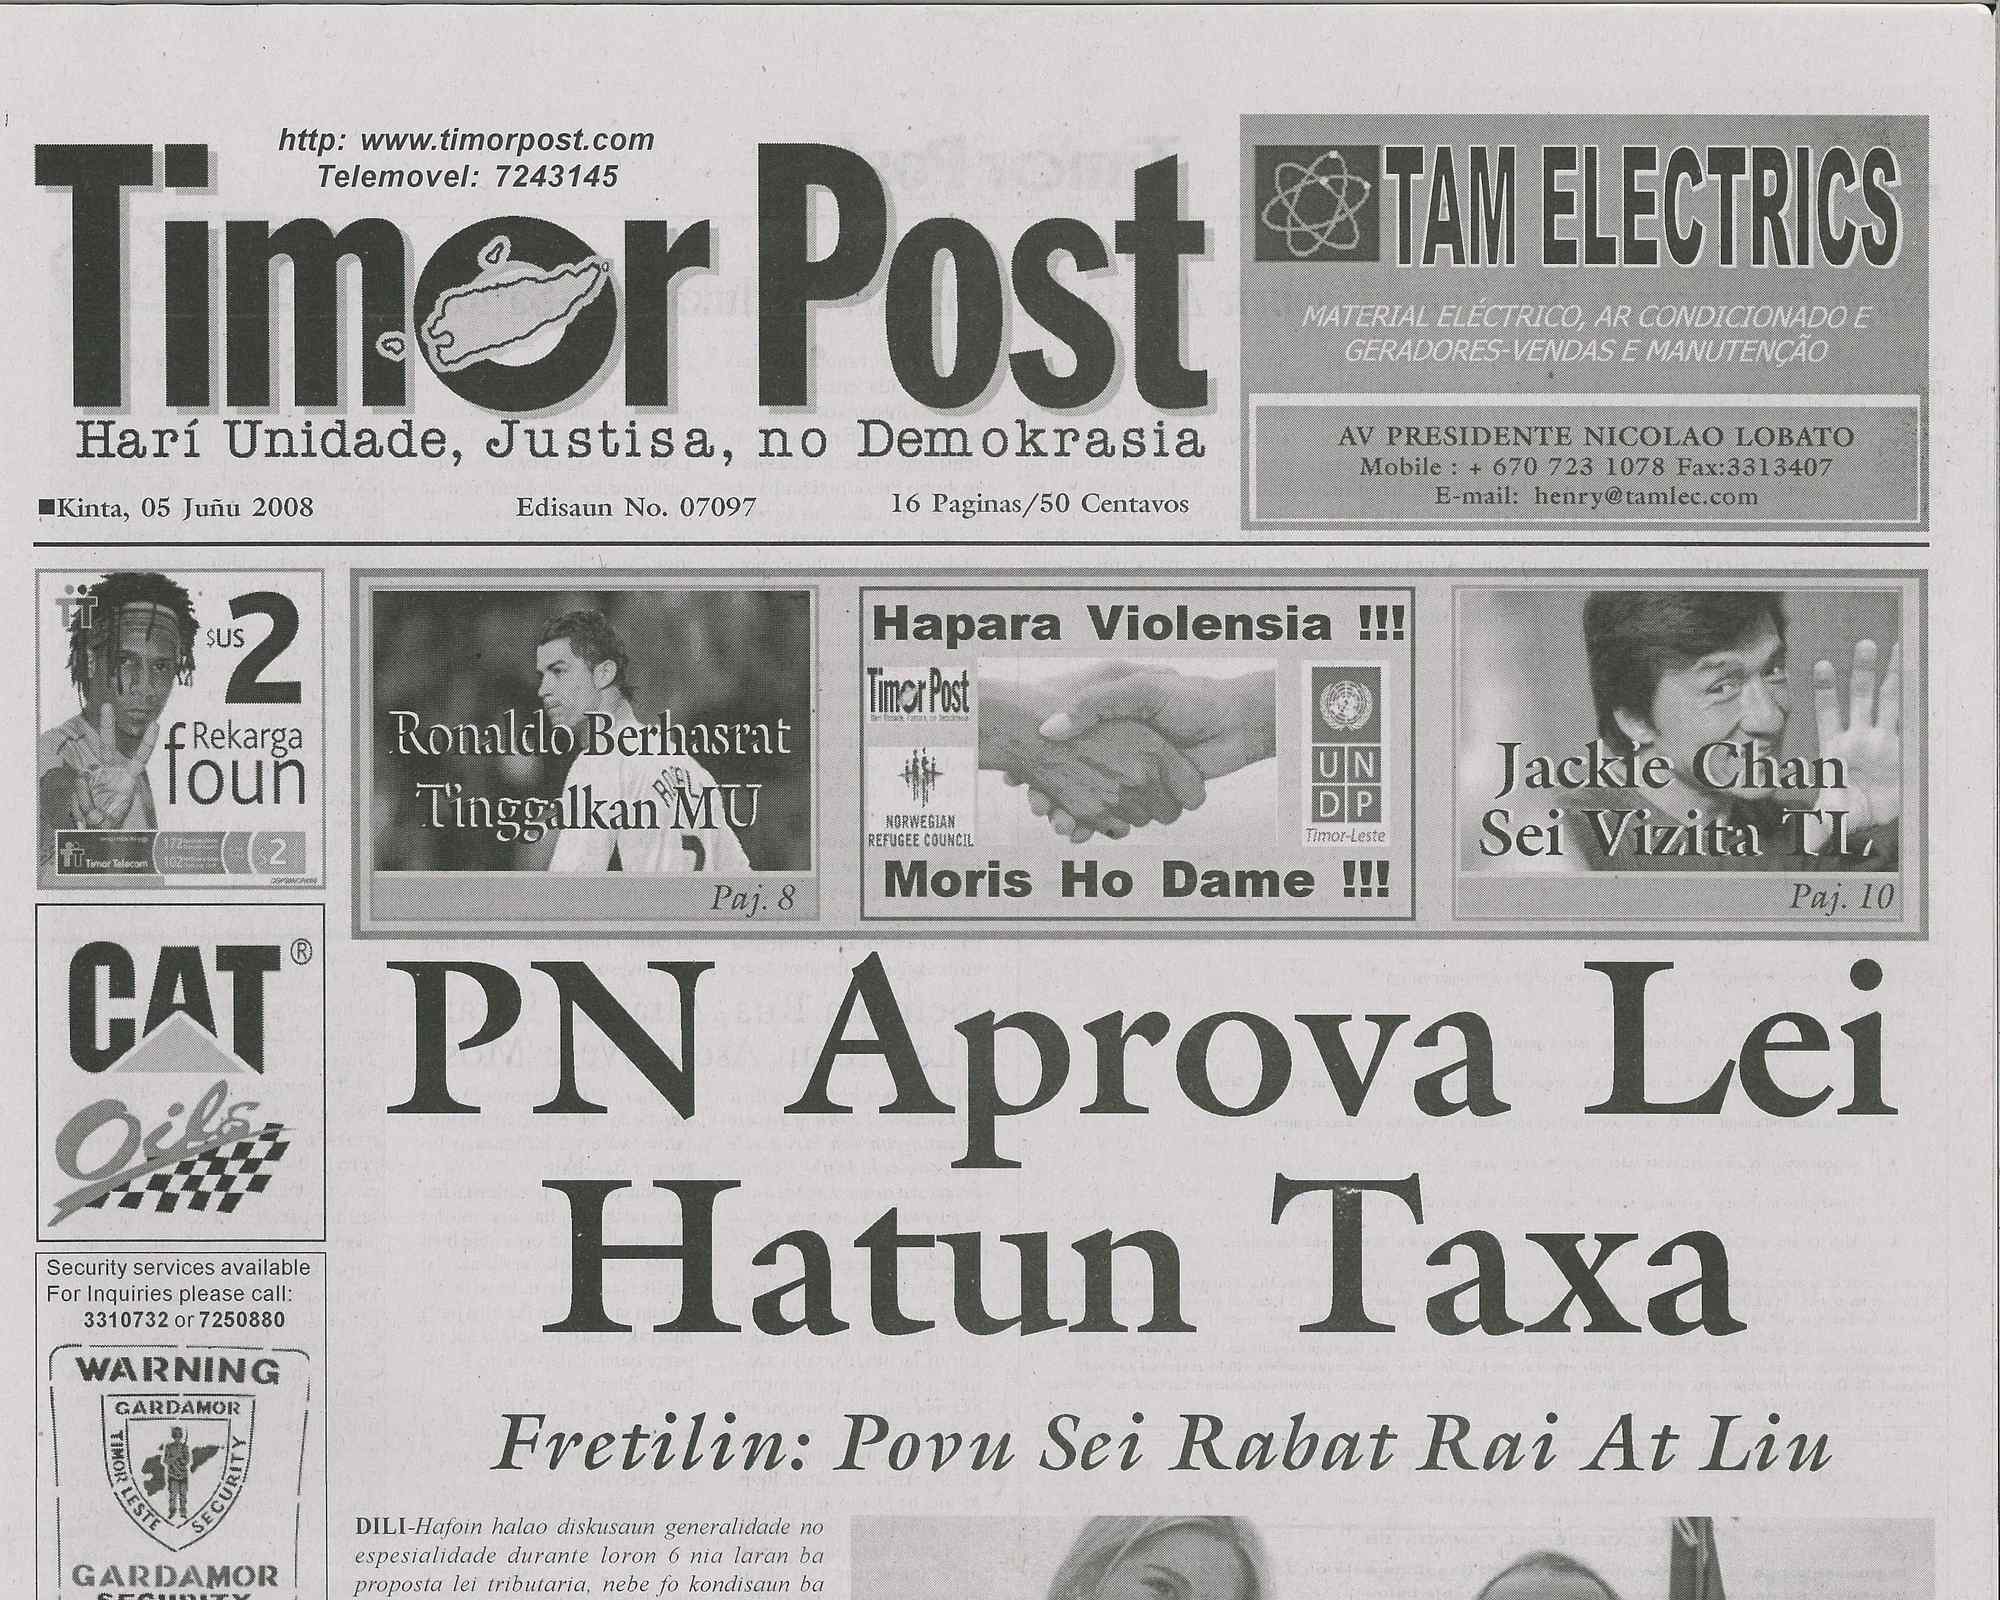 http: www.timorpost.com
Telemovel: 7243145
Timor Post
Harí Unidade, Justisa, no Demokrasia
Kinta, 05 Juñu 2008
Edisaun No. 07097
16 Paginas/50 Centavos
TAM ELECTRICS
MATERIAL ELÉCTRICO, AR CONDICIONADO E
GERADORES-VENDAS E MANUTENÇÃO
AV PRESIDENTE NICOLAO LOBATO
Mobile : + 670 723 1078 Fax:3313407
E-mail: henry@tamlec.com
$US 2
Rekarga
foun
Timor Telecom
$2
Ronaldo Berhasrat
Tinggalkan MU
Paj. 8
Hapara Violensia !!!
Timor Post
NORWEGIAN
REFUGEE COUNCIL
UN
DP
Timor-Leste
Moris Ho Dame !!!
Jackie Chan
Sei Vizita TL
Paj. 10
CAT®
Oils
Security services available
For Inquiries please call:
3310732 or 7250880
WARNING
GARDAMOR
TIMOR LESTE
SECURITY
GARDAMOR
SECURITY
PN Aprova Lei
Hatun Taxa
Fretilin: Povu Sei Rabat Rai At Liu
DILI-Hafoin halao diskusaun generalidade no
espesialidade durante loron 6 nia laran ba
proposta lei tributaria, nebe fo kondisaun ba